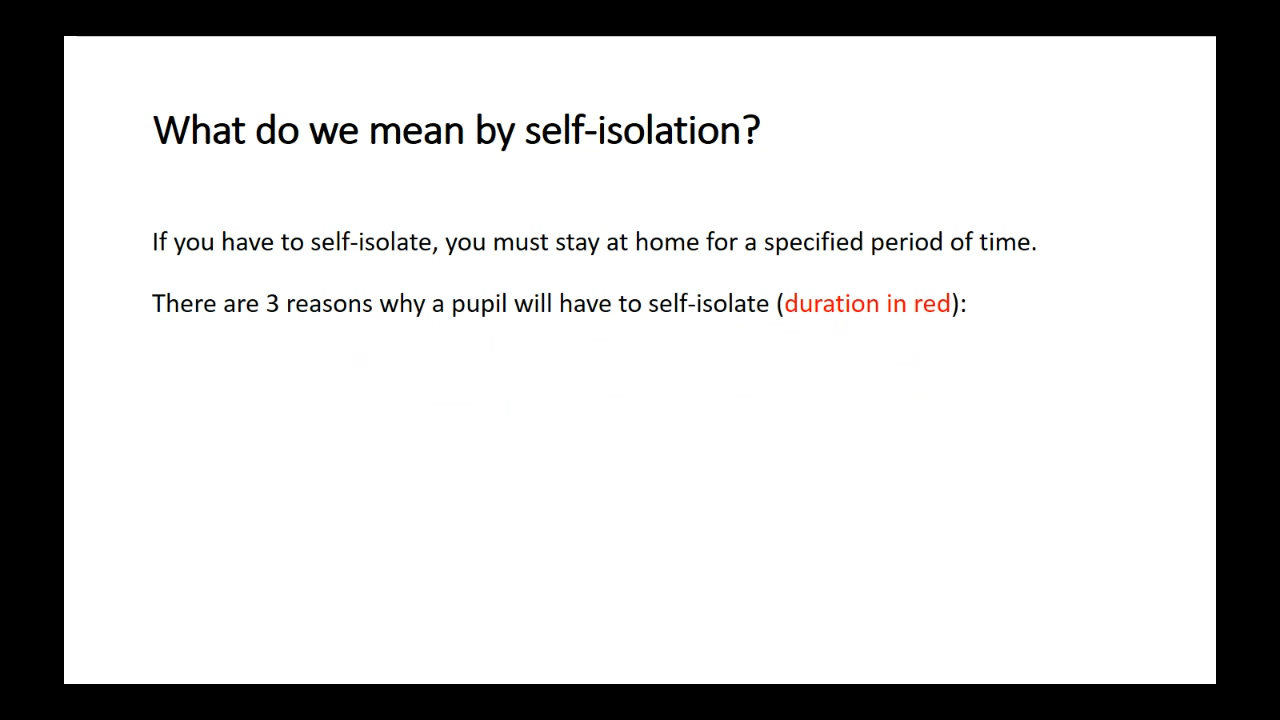 What do we mean by self-isolation?
If you have to self-isolate, you must stay at home for a specified period of time.
There are 3 reasons why a pupil will have to self-isolate (duration in red):